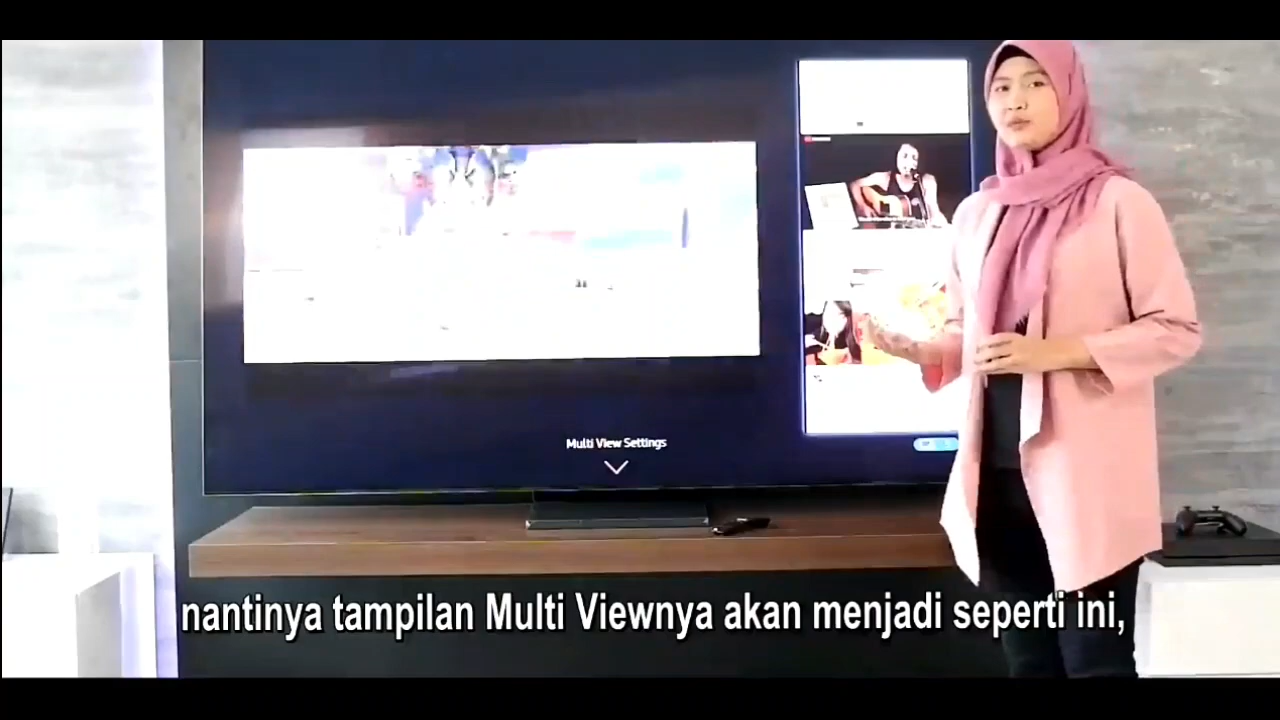 Multi View Settings
nantinya tampilan Multi Viewnya akan menjadi seperti ini,